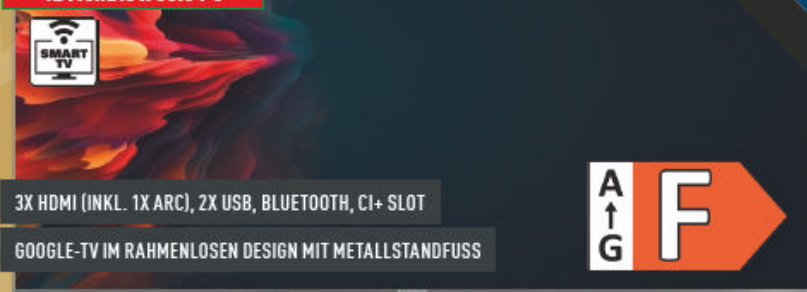 SMART
TV
3X HDMI (INKL. 1X ARC), 2X USB, BLUETOOTH, CI+ SLOT
GOOGLE-TV IM RAHMENLOSEN DESIGN MIT METALLSTANDFUSS
A
↑
G
F